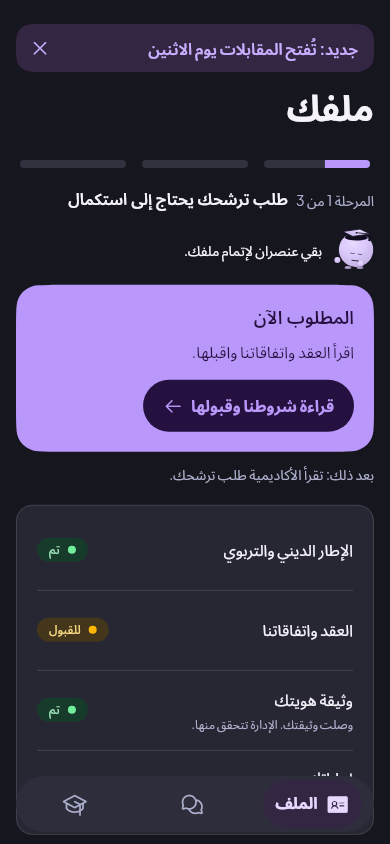 جديد: تُفتح المقابلات يوم الاثنين
ملفك
المرحلة 1 من 3 طلب ترشحك يحتاج إلى استكمال
بقي عنصران لإتمام ملفك.
المطلوب الآن
اقرأ العقد واتفاقاتنا واقبلها.
قراءة شروطنا وقبولها
بعد ذلك: تقرأ الأكاديمية طلب ترشحك.
الإطار الديني والتربوي تم
العقد واتفاقاتنا للقبول
وثيقة هويتك تم
وصلت وثيقتك. الإدارة تتحقق منها.
الملف